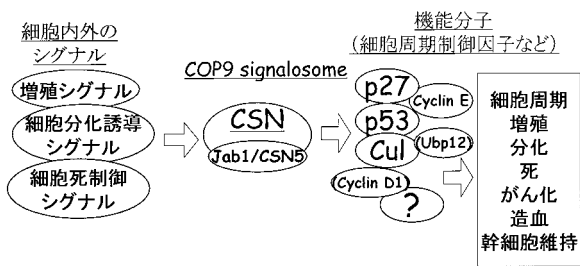 細胞内外の
シグナル
増殖シグナル
細胞分化誘導
シグナル
細胞死制御
シグナル
COP9 signalosome
CSN
Jab1/CSN5
機能分子
(細胞周期制御因子など)
p27
Cyclin E
p53
Cul
(Ubp12)
Cyclin D1
?
細胞周期
増殖
分化
死
がん化
造血
幹細胞維持